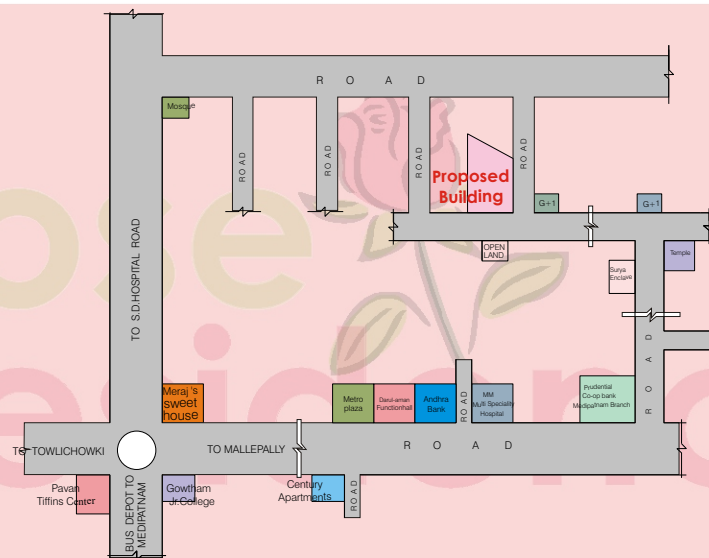 R O A D
Mosque
ROAD
ROAD
ROAD
ROAD
Proposed
Building
G+1
G+1
TO S.D.HOSPITAL ROAD
OPEN
LAND
Temple
Surya
Enclave
ose
esidenc
ROAD
Meraj 's
sweet
house
Metro
plaza
Darul-aman
Functionhall
Andhra
Bank
ROAD
MM
Multi Speciality
Hospital
Prudential
Co-op bank
Medipatnam Branch
TO TOWLICHOWKI
TO MALLEPALLY
R O A D
Pavan
Tiffins Center
BUS DEPOT TO
MEDIPATNAM
Gowtham
Jr.College
Century
Apartments
ROAD